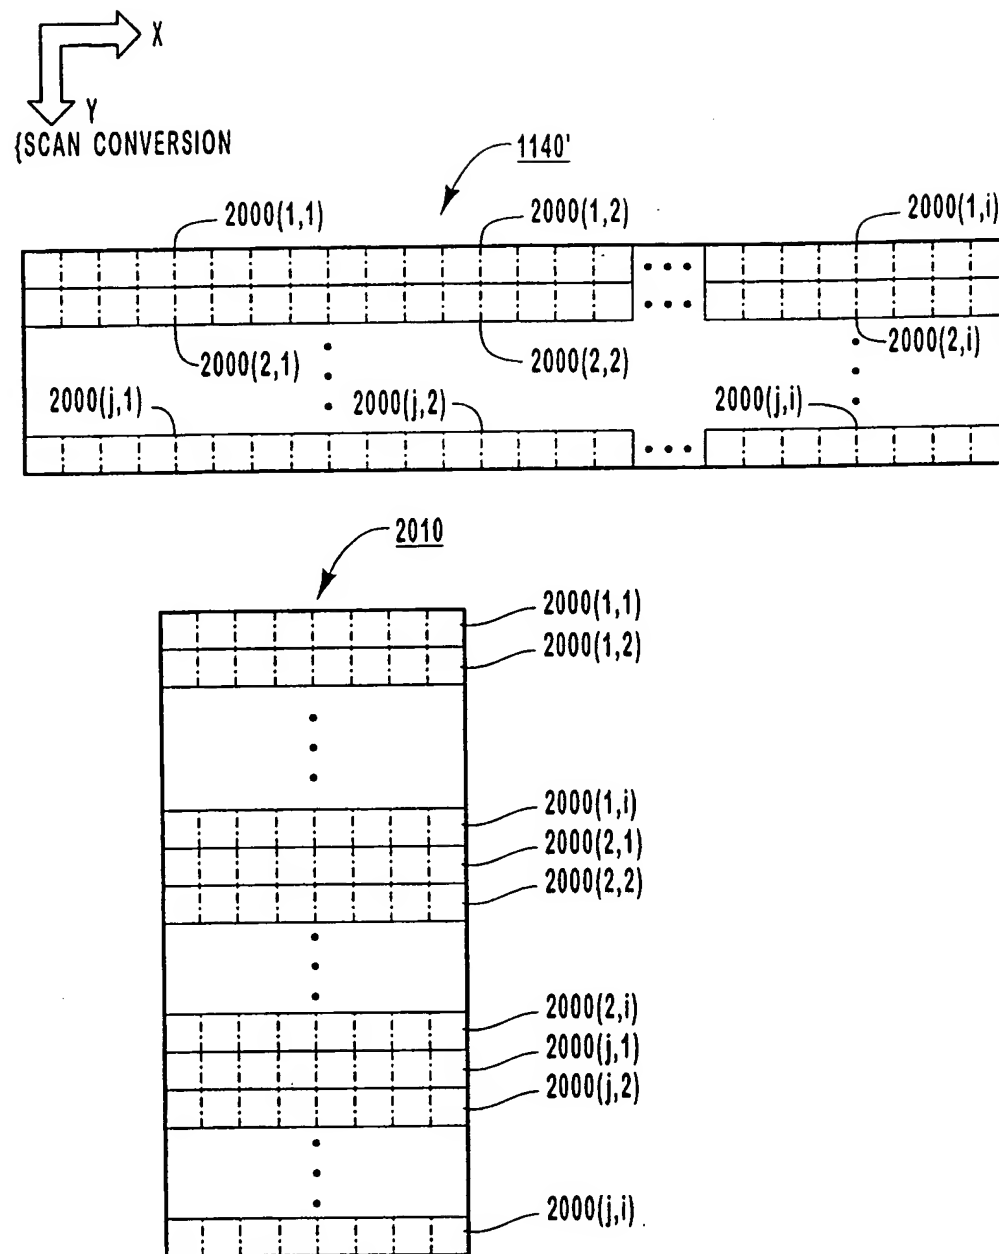 X
Y
{SCAN CONVERSION
1140'
2000(1,1)
2000(1,2)
2000(1,i)
2000(2,1)
2000(2,2)
2000(2,i)
2000(j,1)
2000(j,2)
2000(j,i)
2010
2000(1,1)
2000(1,2)
2000(1,i)
2000(2,1)
2000(2,2)
2000(2,i)
2000(j,1)
2000(j,2)
2000(j,i)